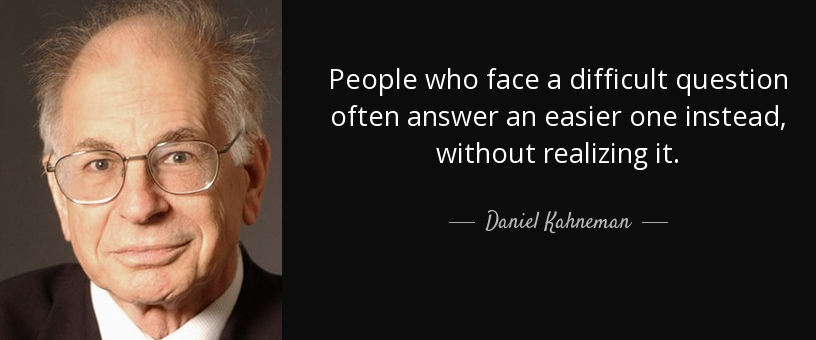 People who face a difficult question
often answer an easier one instead,
without realizing it.
Daniel Kahneman